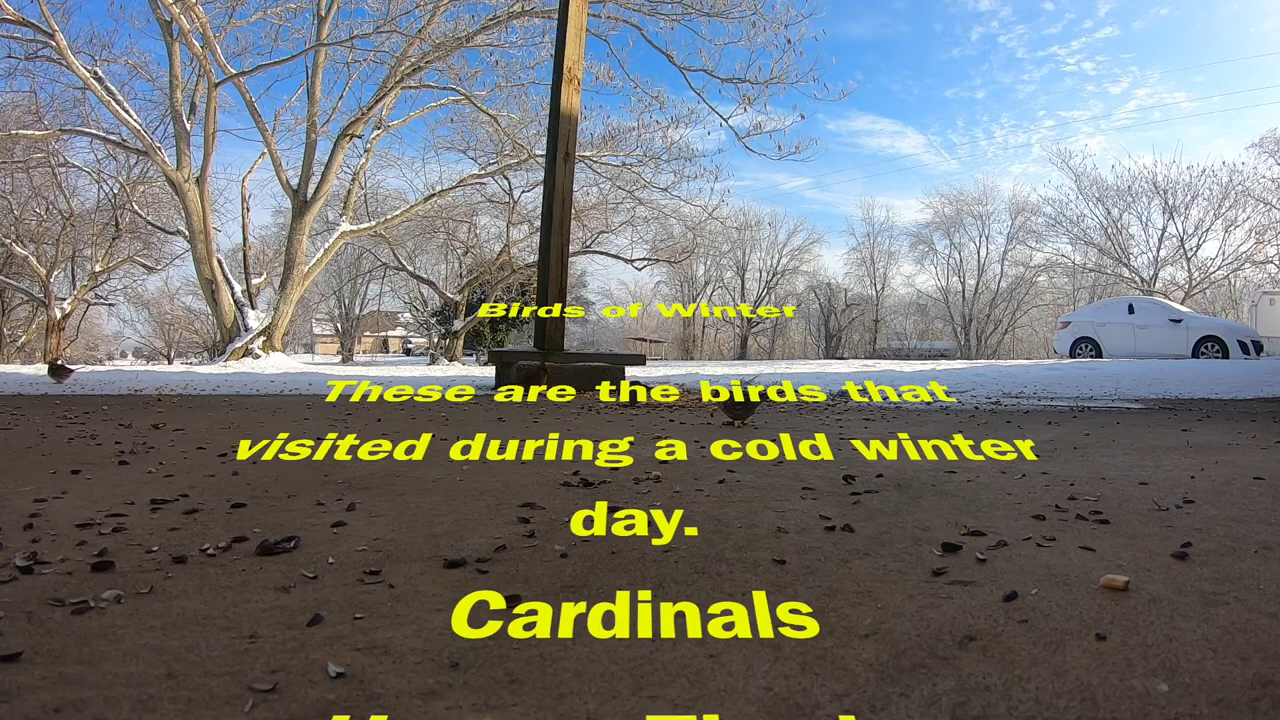 Birds of Winter
These are the birds that
visited during a cold winter
day.
Cardinals